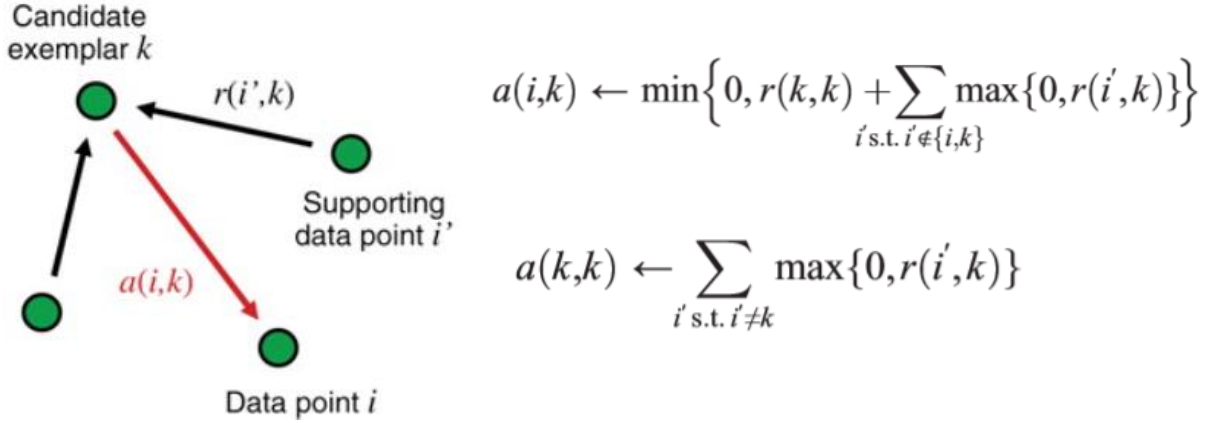 Candidate
exemplar k
r(i’,k)
Supporting
data point i’
a(i,k)
Data point i
a(i,k) ← min{0, r(k,k) + ∑ max{0,r(i′,k)}}
i′ s.t. i′∉{i,k}
a(k,k) ← ∑ max{0,r(i′,k)}
i′ s.t. i′≠k